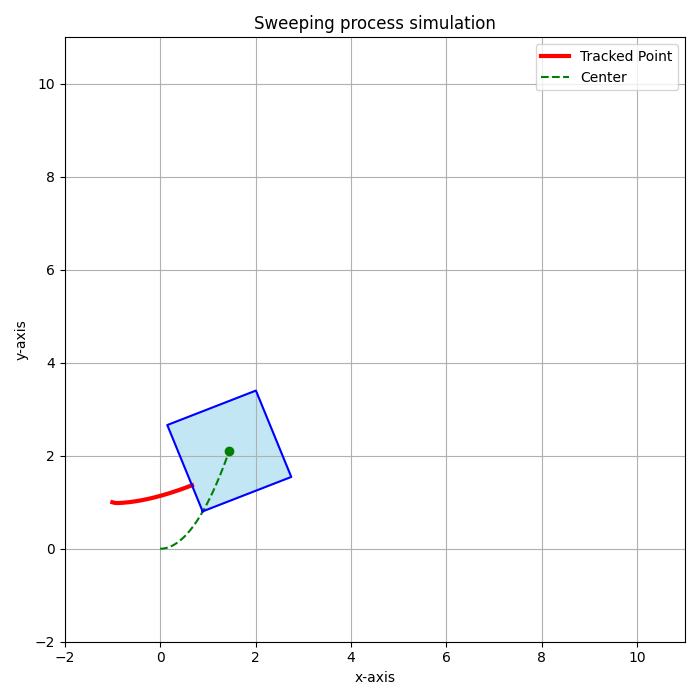 Sweeping process simulation
Tracked Point
Center
10
8
6
4
2
0
−2
−2 0 2 4 6 8 10
y-axis
x-axis